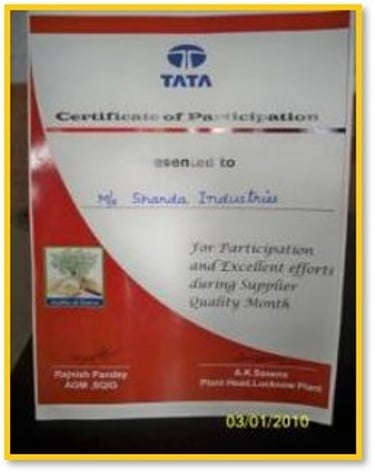 TATA
Certificate of Participation
esented to
M/s Sharda Industries
for Participation
and Excellent efforts
during Supplier
Quality Month
Rajnish Pandey
AGM ,SQIG
A.K.Saxena
Plant Head,Lucknow Plant
03/01/2010